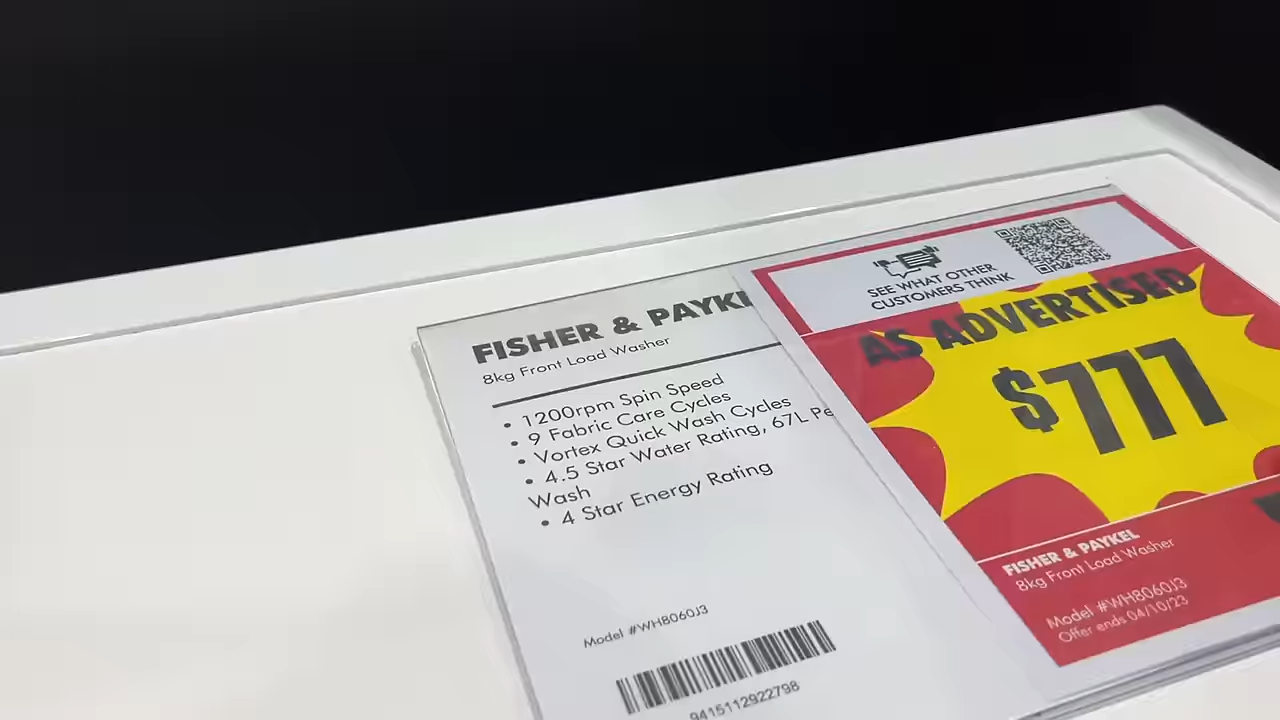 FISHER & PAYKE
8kg Front Load Washer
• 1200rpm Spin Speed
• 9 Fabric Care Cycles
• Vortex Quick Wash Cycles
• 4.5 Star Water Rating, 67L Pe
Wash
• 4 Star Energy Rating
Model #WH8060J3
9415112922798
SEE WHAT OTHER
CUSTOMERS THINK
AS ADVERTISED
$777
FISHER & PAYKEL
8kg Front Load Washer
Model #WH8060J3
Offer ends 04/10/23